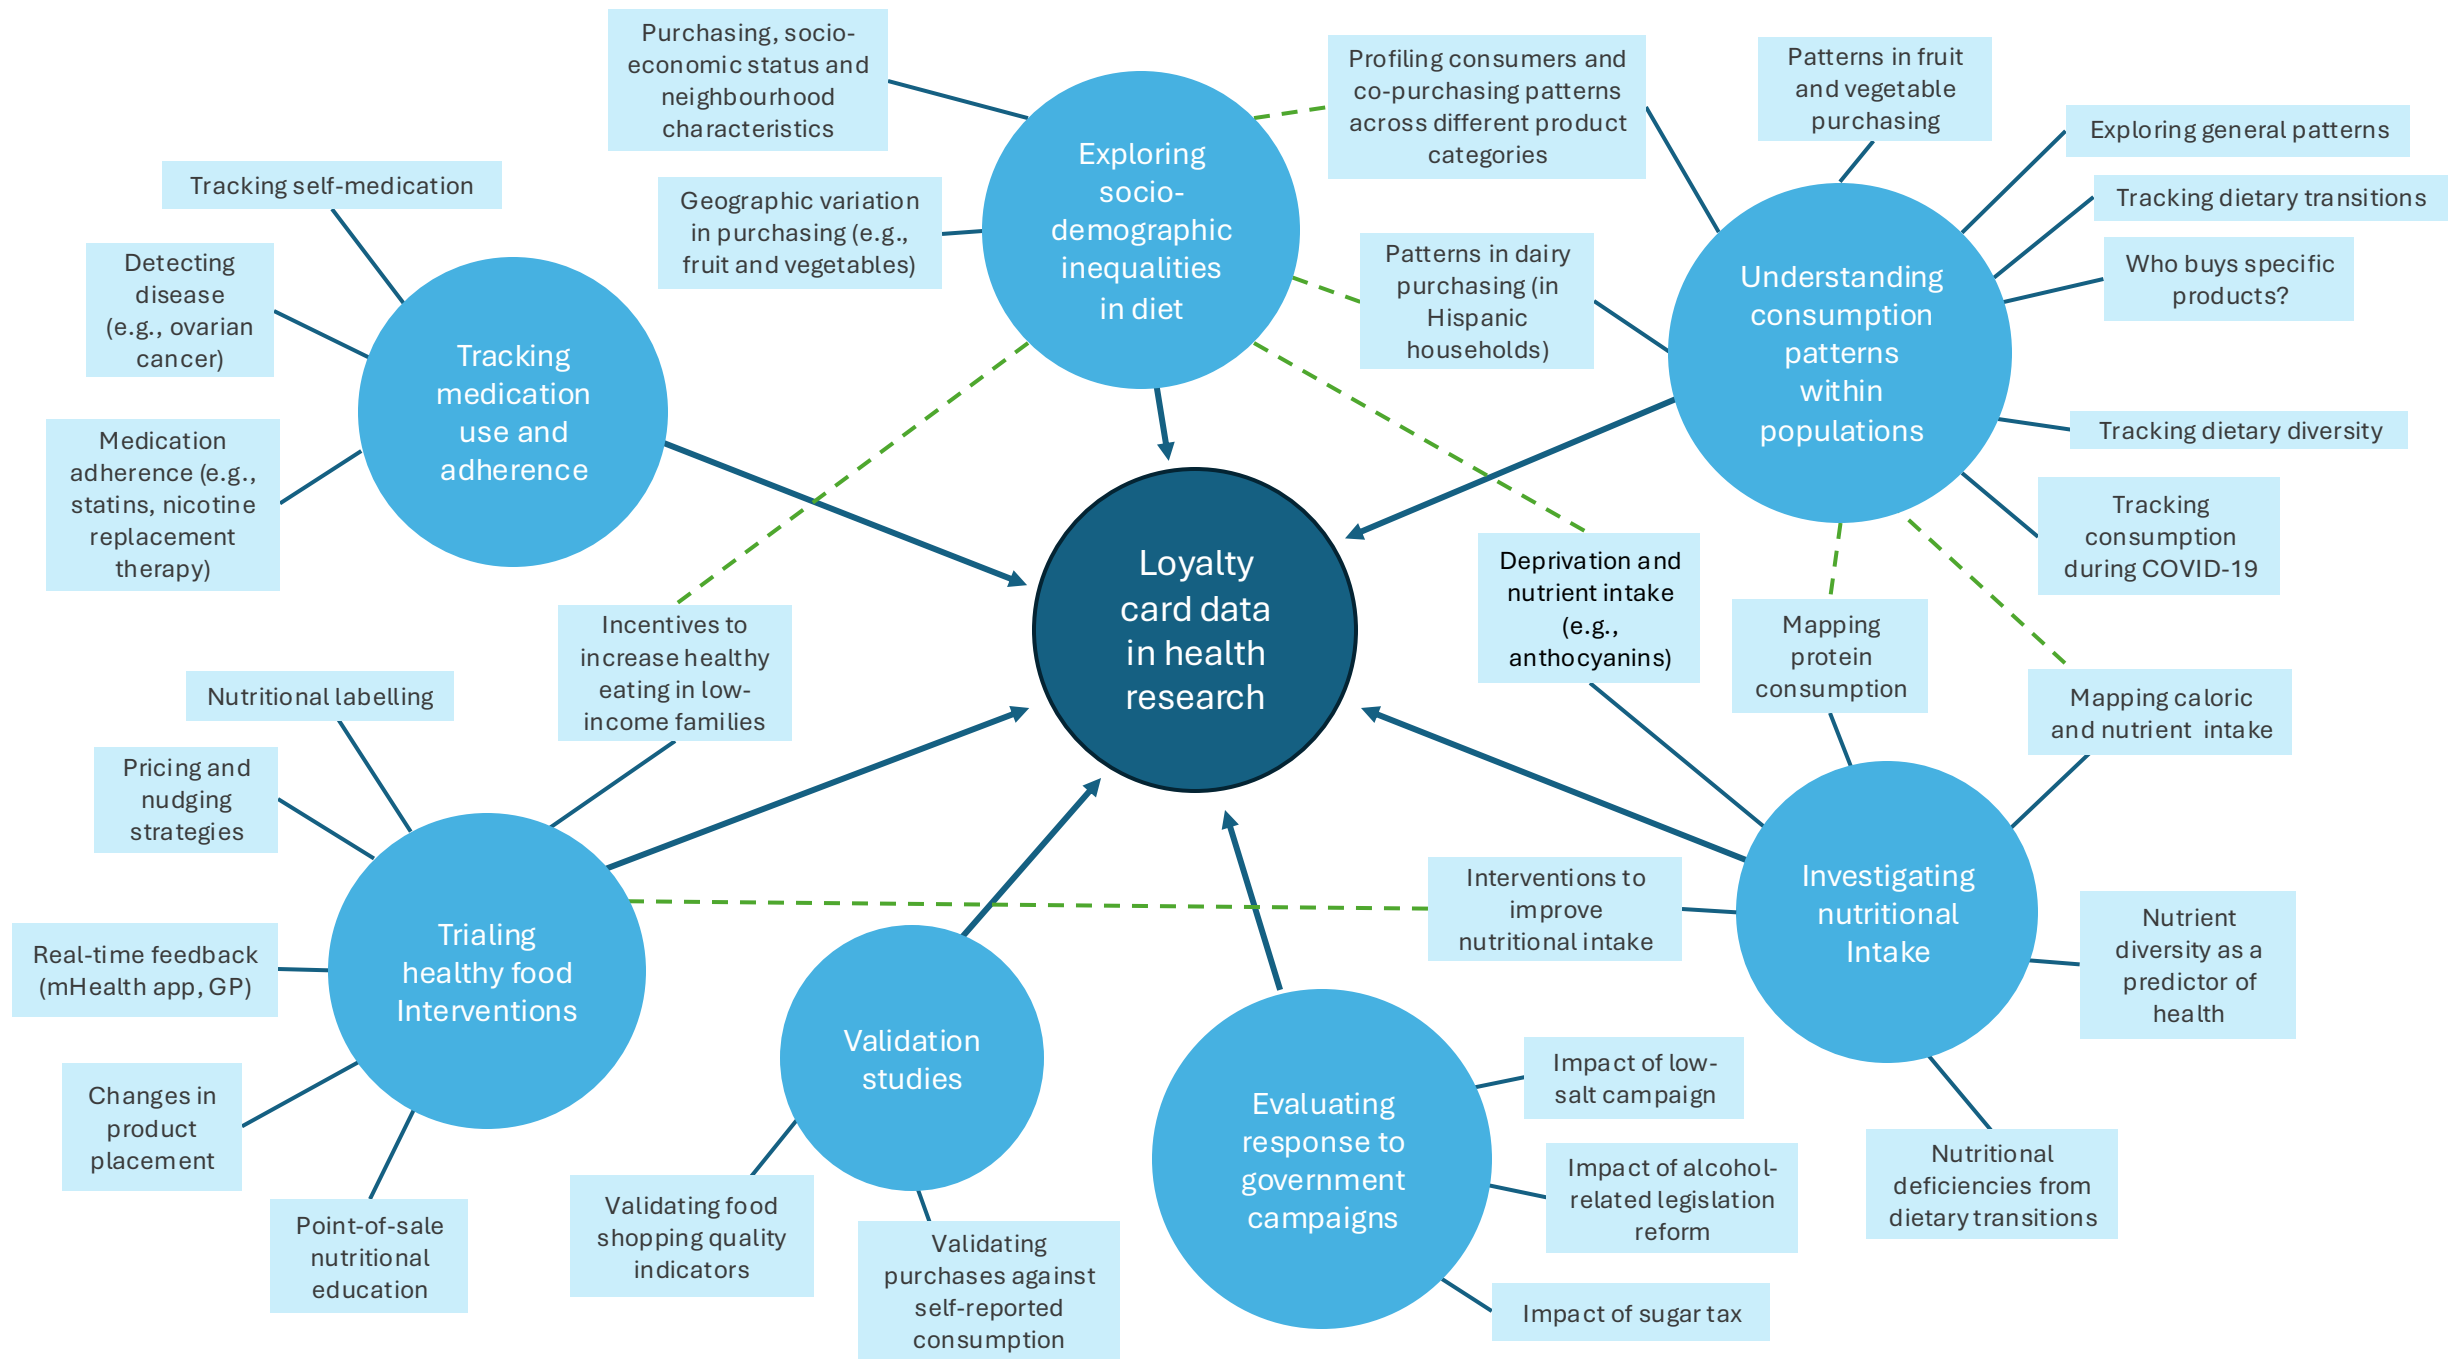 Purchasing, socio-
economic status and
neighbourhood
characteristics
Profiling consumers and
co-purchasing patterns
across different product
categories
Patterns in fruit
and vegetable
purchasing
Exploring general patterns
Tracking self-medication
Geographic variation
in purchasing (e.g.,
fruit and vegetables)
Exploring
socio-
demographic
inequalities
in diet
Tracking dietary transitions
Detecting
disease
(e.g., ovarian
cancer)
Patterns in dairy
purchasing (in
Hispanic
households)
Understanding
consumption
patterns
within
populations
Who buys specific
products?
Tracking
medication
use and
adherence
Tracking dietary diversity
Medication
adherence (e.g.,
statins, nicotine
replacement
therapy)
Tracking
consumption
during COVID-19
Loyalty
card data
in health
research
Deprivation and
nutrient intake
(e.g.,
anthocyanins)
Mapping
protein
consumption
Incentives to
increase healthy
eating in low-
income families
Mapping caloric
and nutrient intake
Nutritional labelling
Pricing and
nudging
strategies
Interventions to
improve
nutritional intake
Investigating
nutritional
Intake
Nutrient
diversity as a
predictor of
health
Real-time feedback
(mHealth app, GP)
Trialing
healthy food
Interventions
Validation
studies
Changes in
product
placement
Evaluating
response to
government
campaigns
Impact of low-
salt campaign
Impact of alcohol-
related legislation
reform
Nutritional
deficiencies from
dietary transitions
Point-of-sale
nutritional
education
Validating food
shopping quality
indicators
Validating
purchases against
self-reported
consumption
Impact of sugar tax